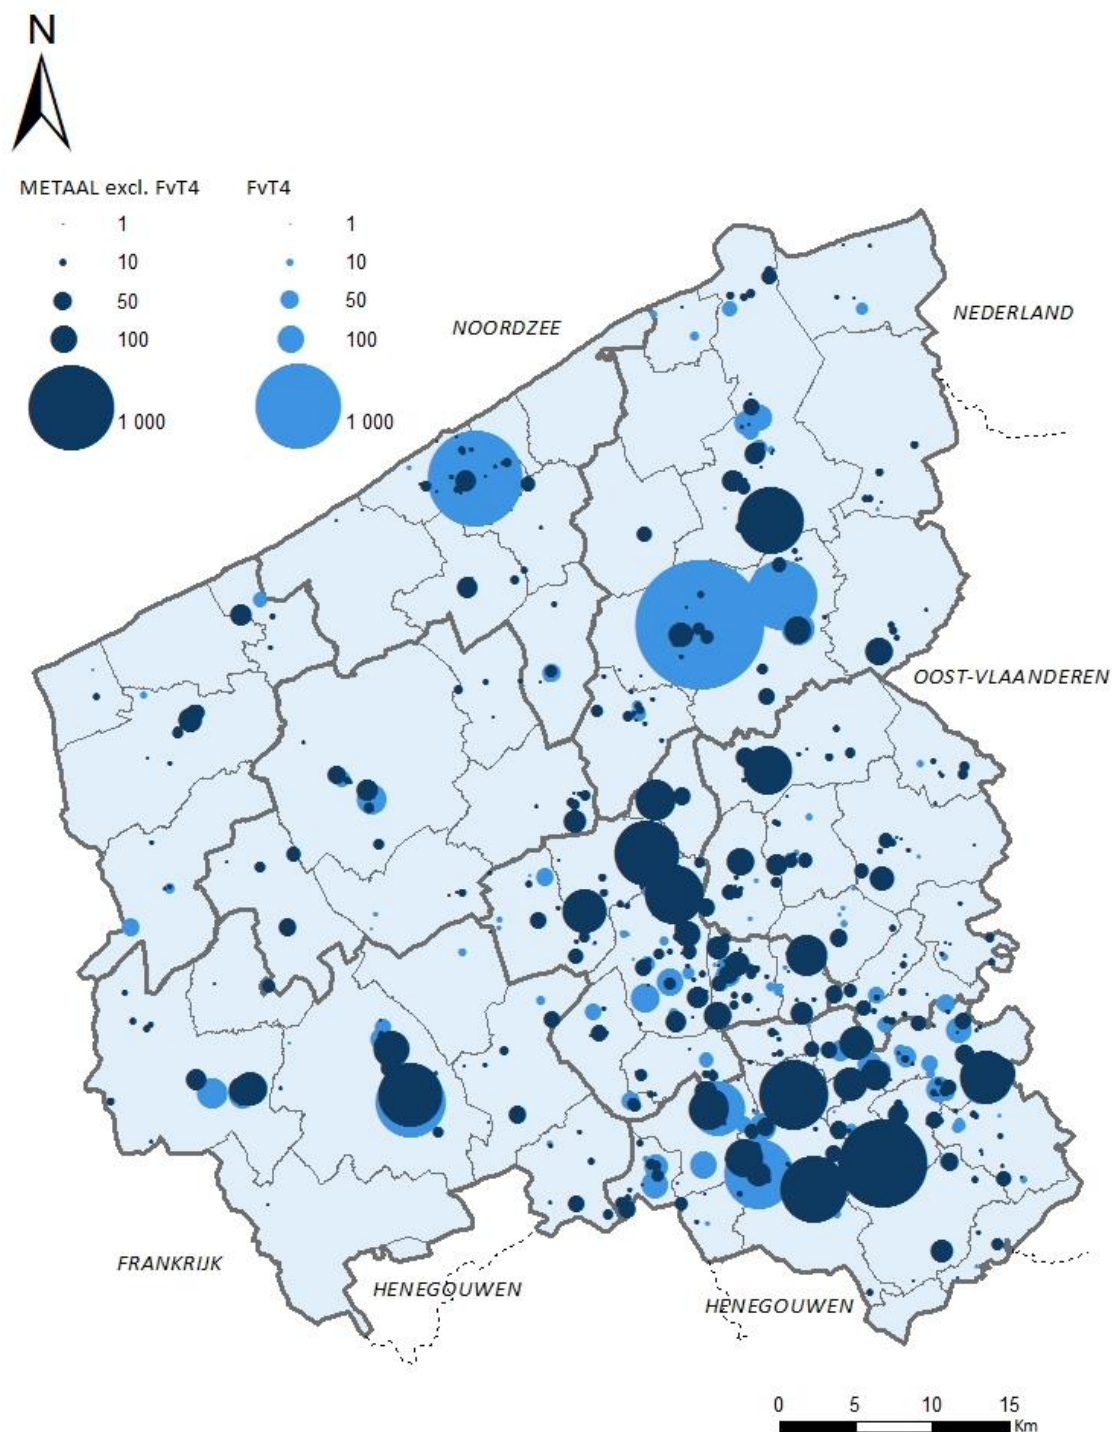 N
METAAL excl. FvT4 FvT4
1 1
10 10
50 50
100 100
1 000 1 000
NOORDZEE
NEDERLAND
OOST-VLAANDEREN
FRANKRIJK
HENEGOUWEN
HENEGOUWEN
0 5 10 15
Km